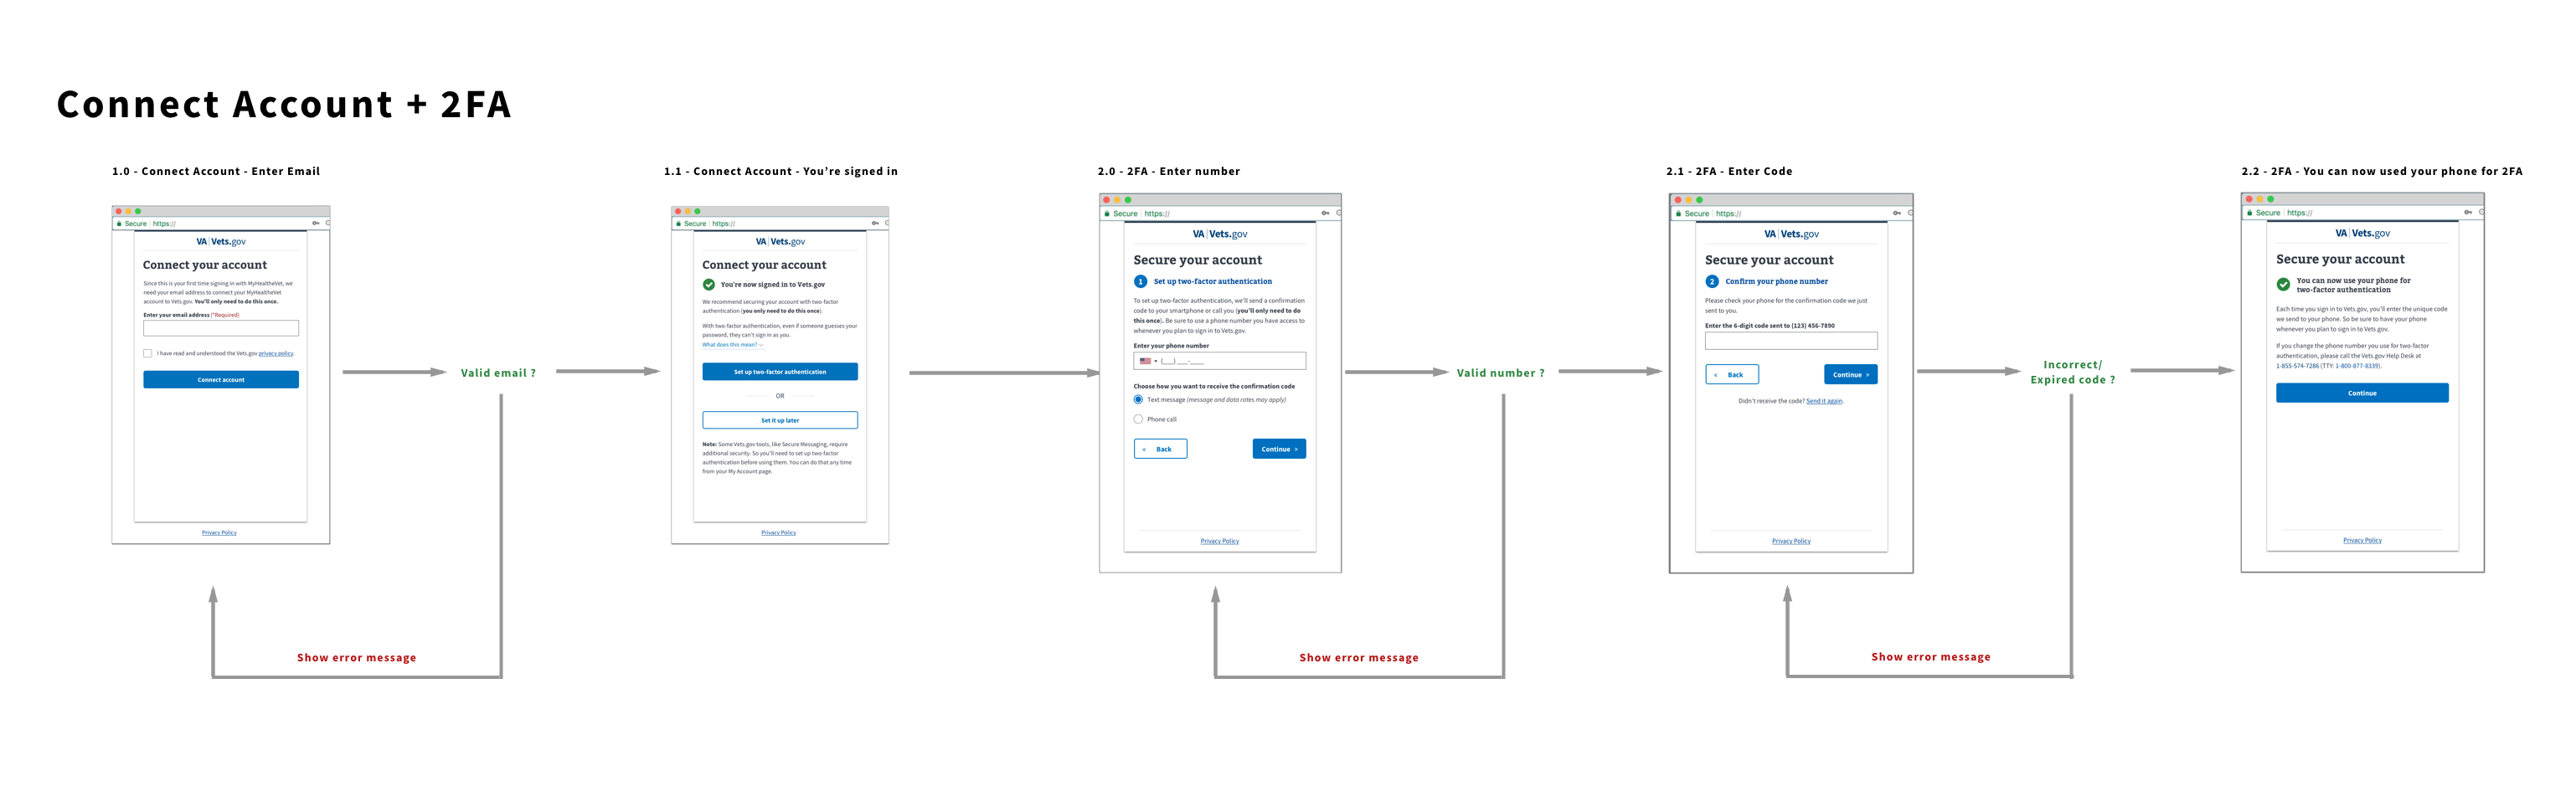 Connect Account + 2FA
1.0 - Connect Account - Enter Email
Secure | https://
VA | Vets.gov
Connect your account
Since this is your first time signing in with MyHealtheVet, we
need your email address to connect your MyHealtheVet
account to Vets.gov. You'll only need to do this once.
Enter your email address (*Required)
I have read and understood the Vets.gov privacy policy.
Connect account
Privacy Policy
Valid email ?
Show error message
1.1 - Connect Account - You're signed in
Secure | https://
VA | Vets.gov
Connect your account
You're now signed in to Vets.gov
We recommend securing your account with two-factor
authentication (you only need to do this once).
With two-factor authentication, even if someone guesses your
password, they can't sign in as you.
What does this mean?
Set up two-factor authentication
OR
Set it up later
Note: Some Vets.gov tools, like Secure Messaging, require
additional security. So you'll need to set up two-factor
authentication before using them. You can do that any time
from your My Account page.
Privacy Policy
2.0 - 2FA - Enter number
Secure | https://
VA | Vets.gov
Secure your account
1 Set up two-factor authentication
To set up two-factor authentication, we'll send a confirmation
code to your smartphone or call you (you'll only need to do
this once). Be sure to use a phone number you have access to
whenever you plan to sign in to Vets.gov.
Enter your phone number
(___) ___-____
Choose how you want to receive the confirmation code
Text message (message and data rates may apply)
Phone call
« Back
Continue »
Privacy Policy
Valid number ?
Show error message
2.1 - 2FA - Enter Code
Secure | https://
VA | Vets.gov
Secure your account
2 Confirm your phone number
Please check your phone for the confirmation code we just
sent to you.
Enter the 6-digit code sent to (123) 456-7890
« Back
Continue »
Didn't receive the code? Send it again.
Privacy Policy
Incorrect/
Expired code ?
Show error message
2.2 - 2FA - You can now used your phone for 2FA
Secure | https://
VA | Vets.gov
Secure your account
You can now use your phone for
two-factor authentication
Each time you sign in to Vets.gov, you'll enter the unique code
we send to your phone. So be sure to have your phone
whenever you plan to sign in to Vets.gov.
If you change the phone number you use for two-factor
authentication, please call the Vets.gov Help Desk at
1-855-574-7286 (TTY: 1-800-877-8339).
Continue
Privacy Policy